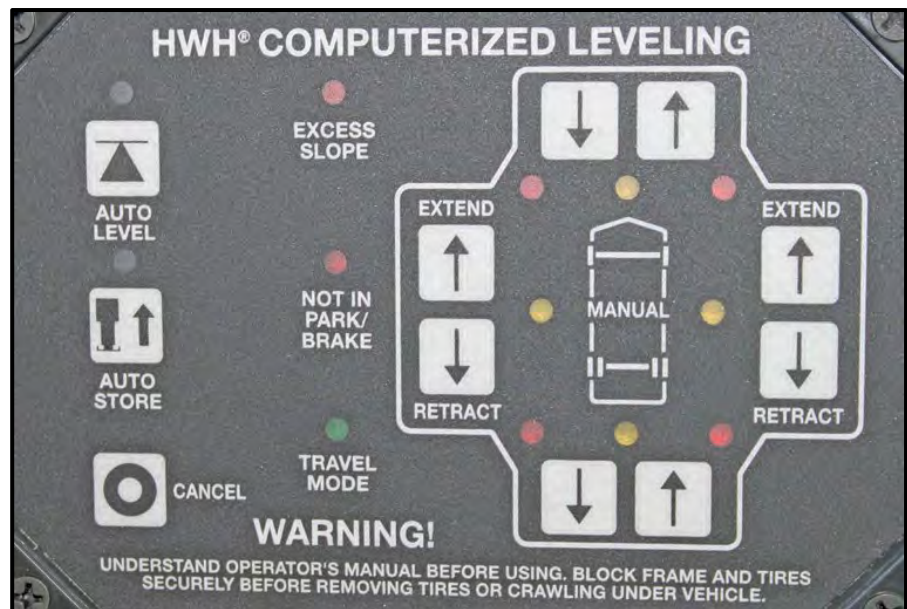 HWH® COMPUTERIZED LEVELING
AUTO
LEVEL
AUTO
STORE
CANCEL
EXCESS
SLOPE
NOT IN
PARK/
BRAKE
TRAVEL
MODE
EXTEND
RETRACT
MANUAL
EXTEND
RETRACT
WARNING!
UNDERSTAND OPERATOR'S MANUAL BEFORE USING. BLOCK FRAME AND TIRES
SECURELY BEFORE REMOVING TIRES OR CRAWLING UNDER VEHICLE.